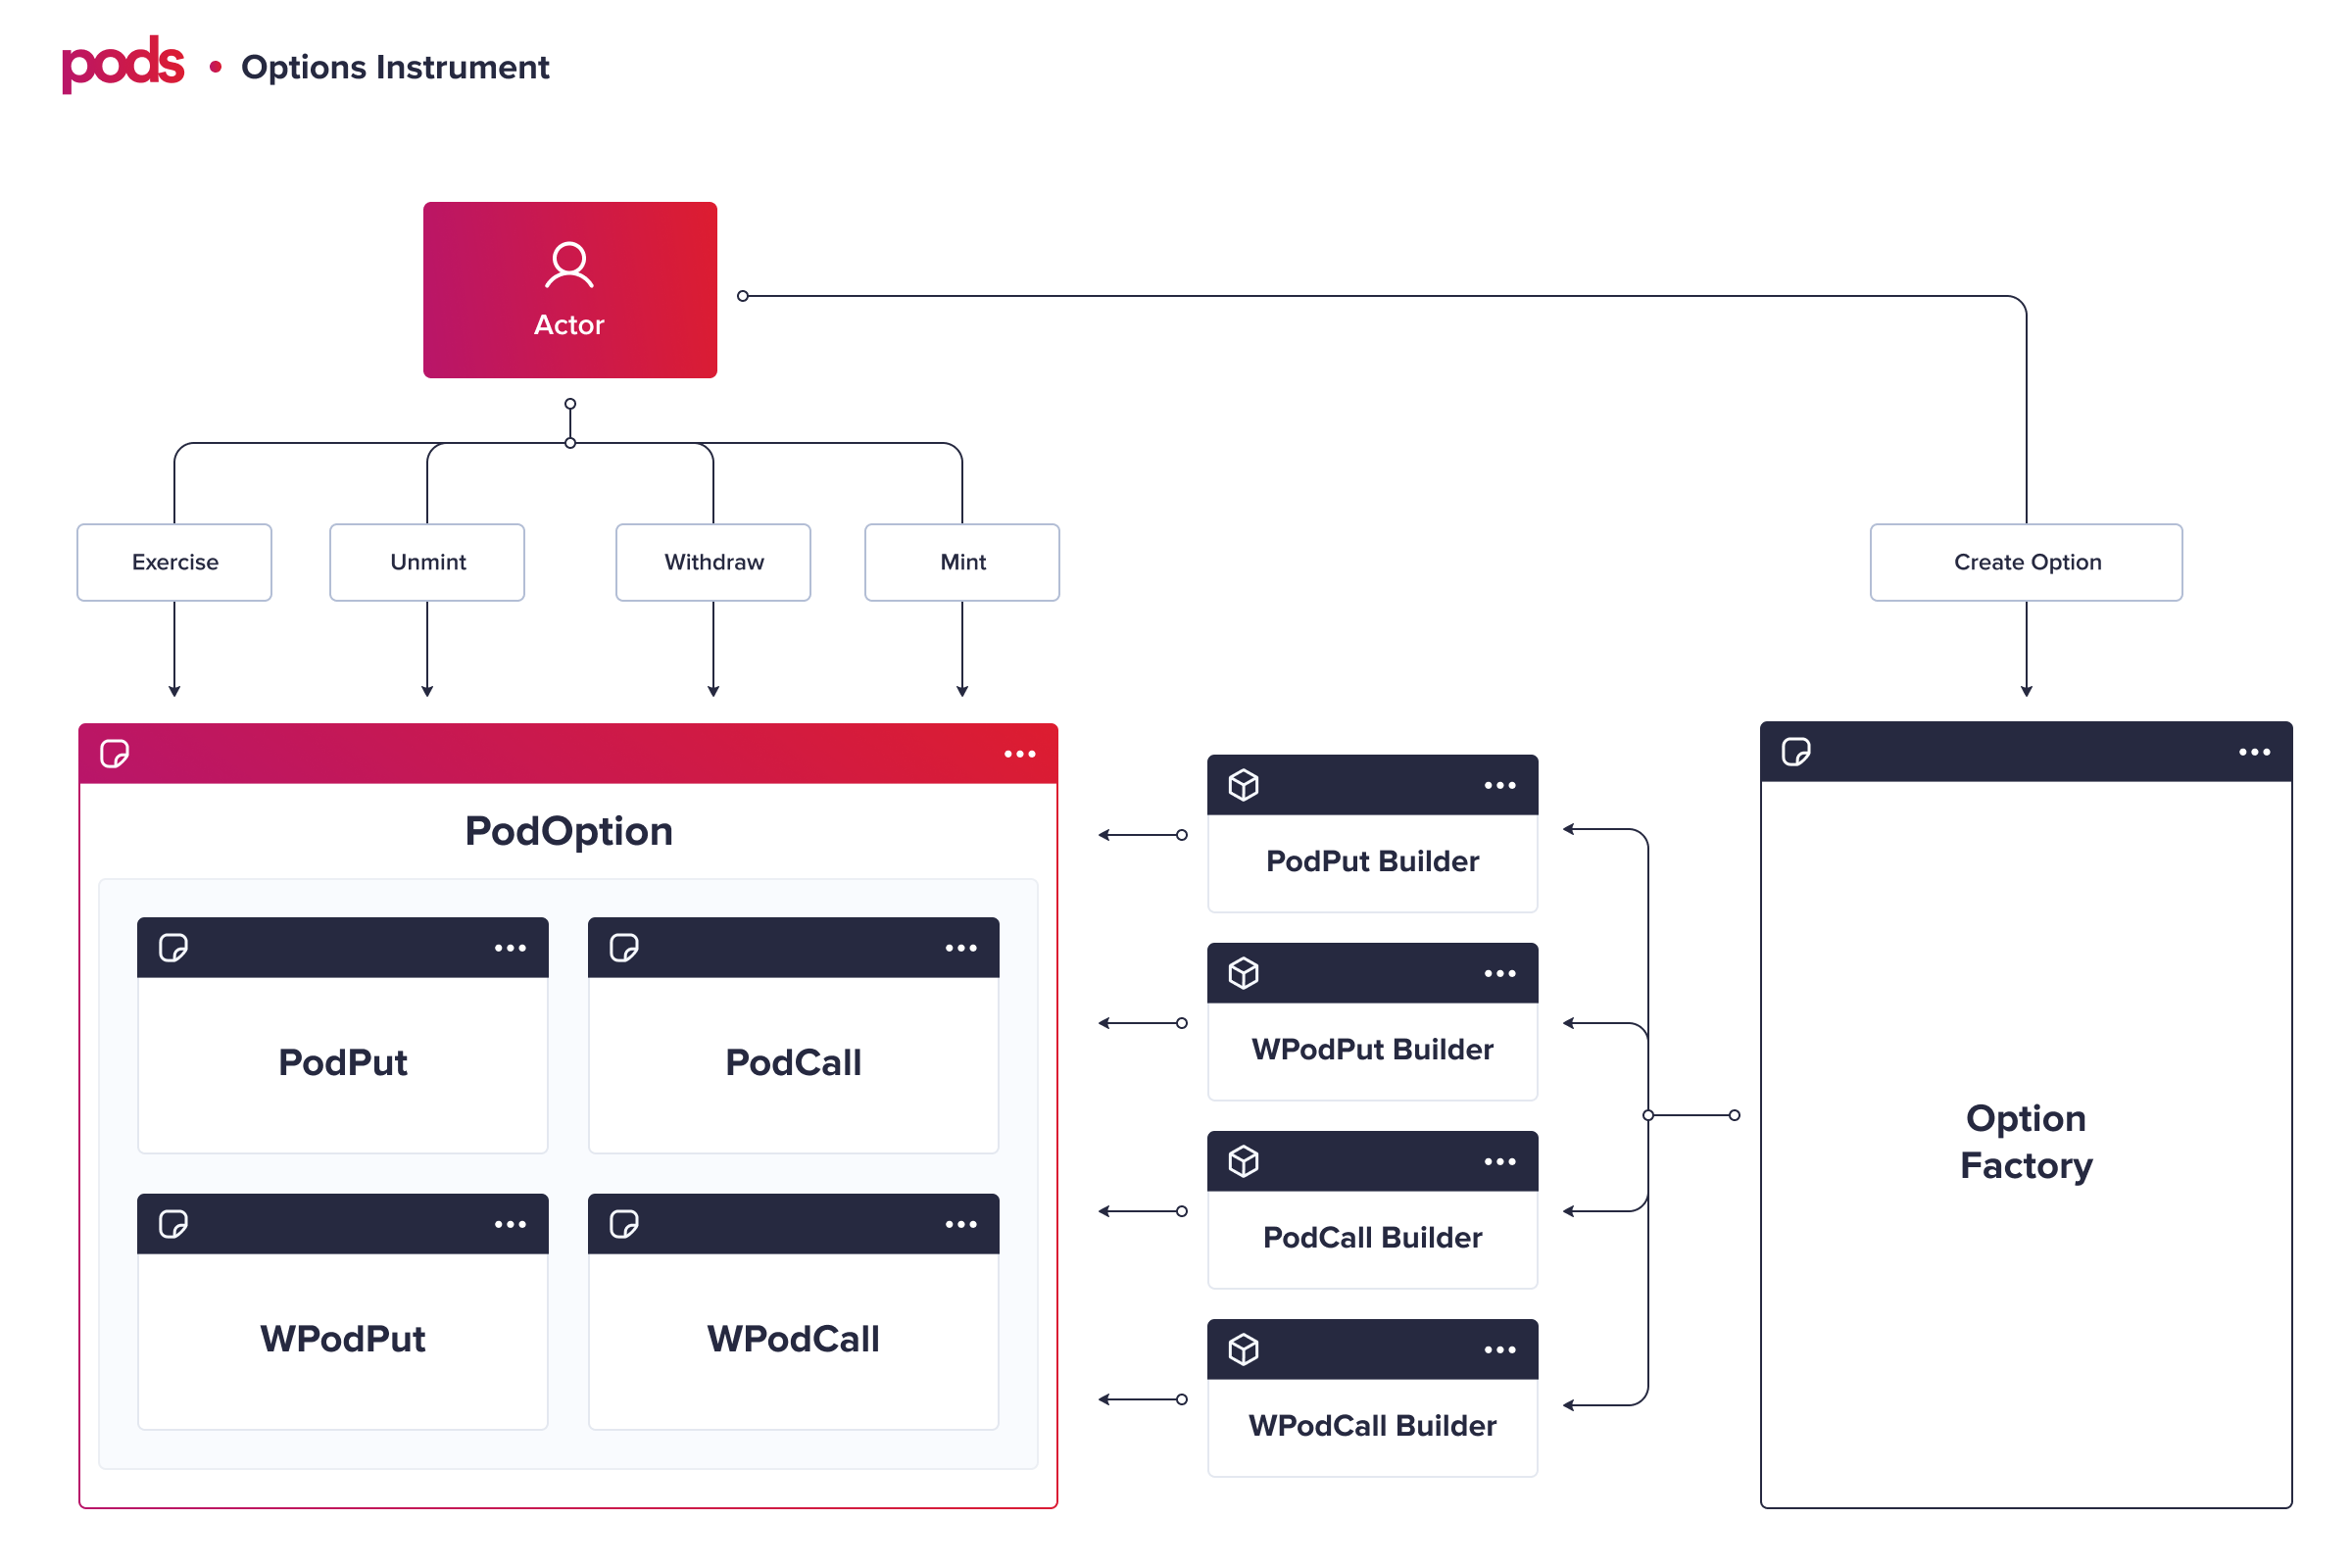 pods • Options Instrument
Actor
Exercise
Unmint
Withdraw
Mint
Create Option
PodOption
PodPut
PodCall
WPodPut
WPodCall
PodPut Builder
WPodPut Builder
PodCall Builder
WPodCall Builder
Option
Factory